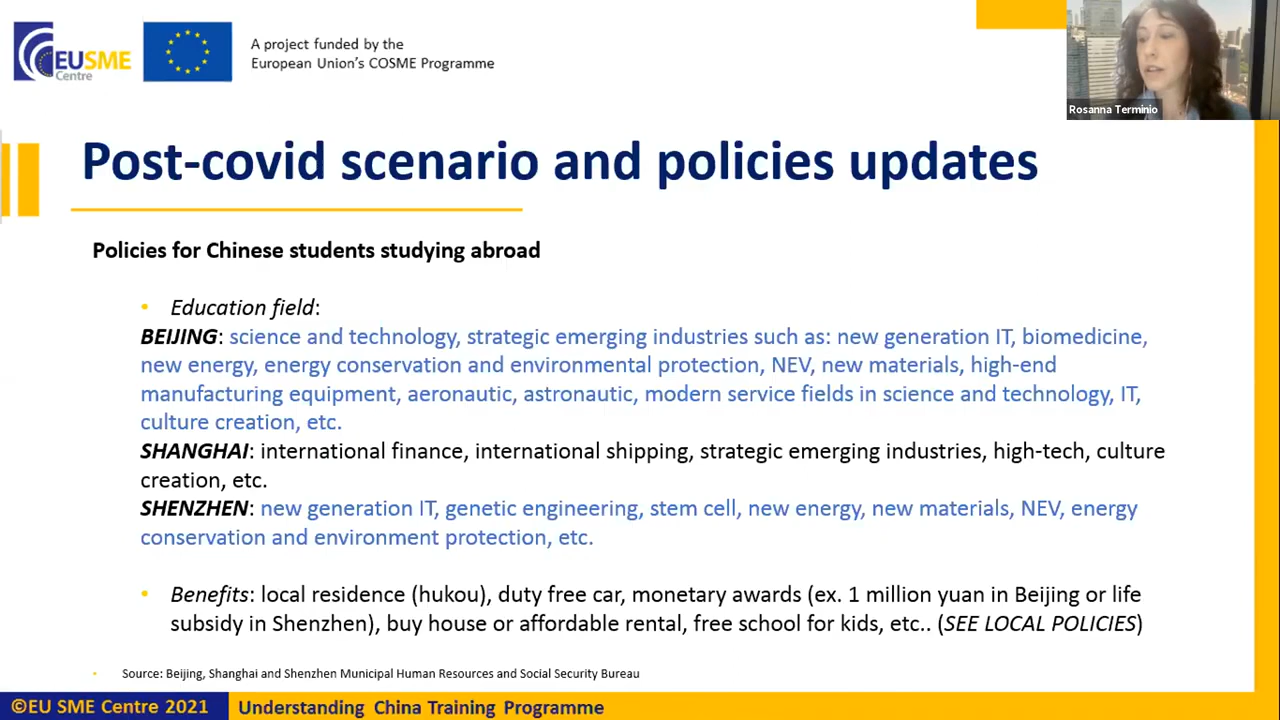 EUSME
Centre
A project funded by the
European Union's COSME Programme
Rosanna Terminio
Post-covid scenario and policies updates
Policies for Chinese students studying abroad
• Education field:
BEIJING: science and technology, strategic emerging industries such as: new generation IT, biomedicine,
new energy, energy conservation and environmental protection, NEV, new materials, high-end
manufacturing equipment, aeronautic, astronautic, modern service fields in science and technology, IT,
culture creation, etc.
SHANGHAI: international finance, international shipping, strategic emerging industries, high-tech, culture
creation, etc.
SHENZHEN: new generation IT, genetic engineering, stem cell, new energy, new materials, NEV, energy
conservation and environment protection, etc.
• Benefits: local residence (hukou), duty free car, monetary awards (ex. 1 million yuan in Beijing or life
subsidy in Shenzhen), buy house or affordable rental, free school for kids, etc.. (SEE LOCAL POLICIES)
• Source: Beijing, Shanghai and Shenzhen Municipal Human Resources and Social Security Bureau
©EU SME Centre 2021
Understanding China Training Programme